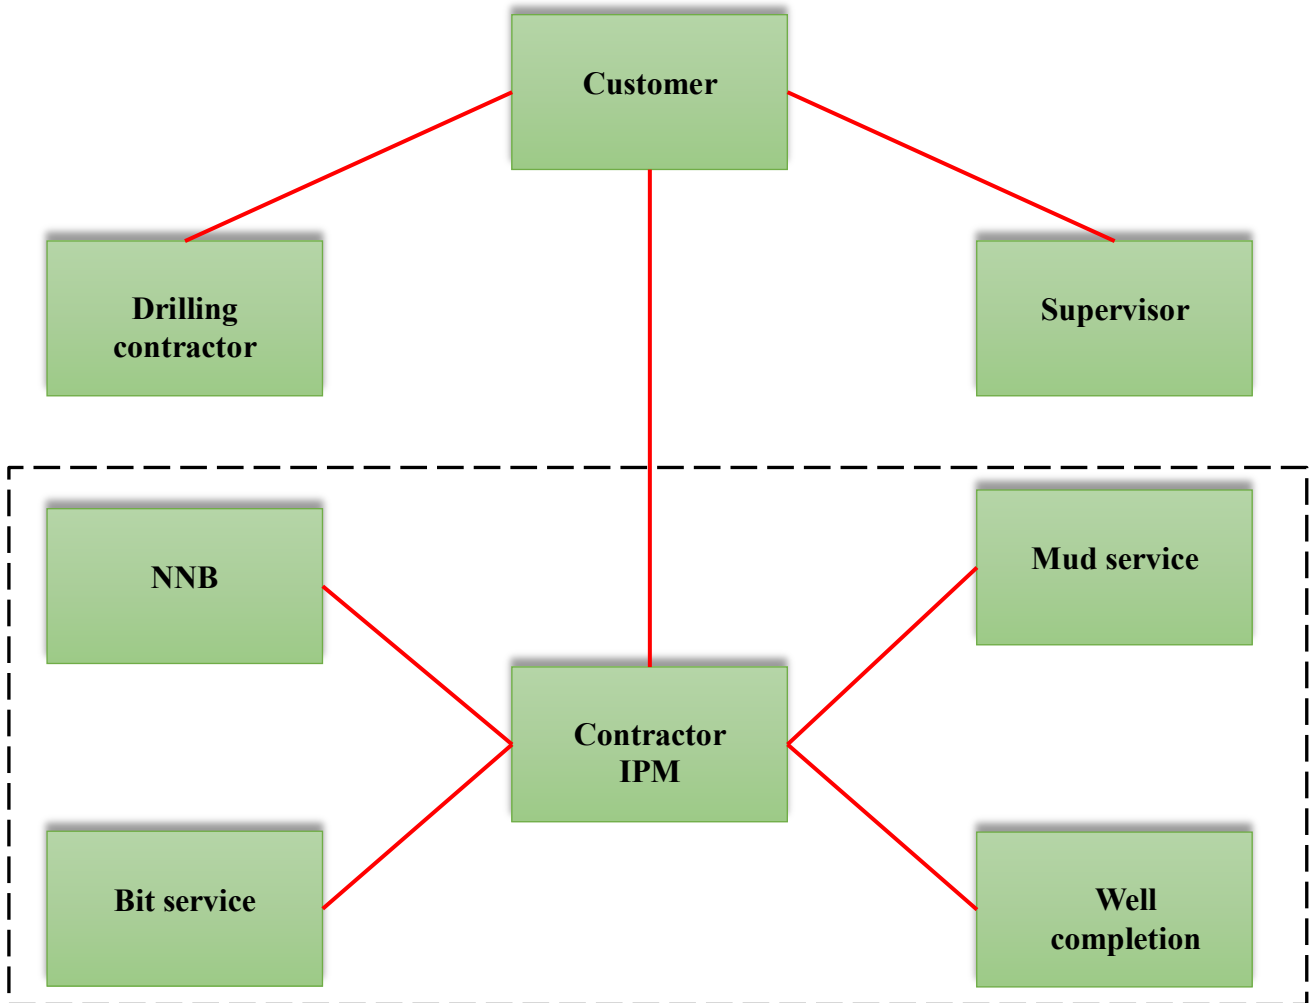 Customer
Drilling
contractor
Supervisor
NNB
Mud service
Contractor
IPM
Bit service
Well
completion